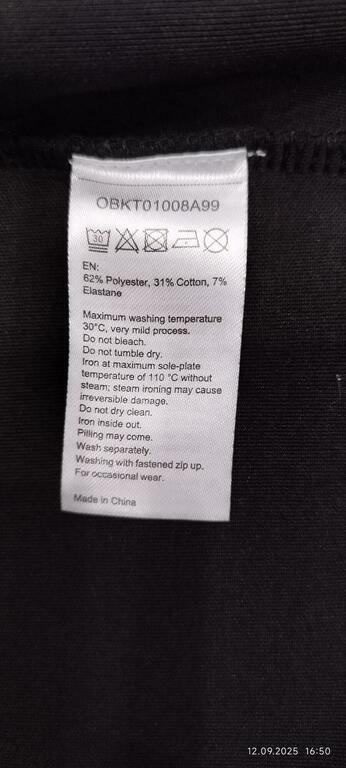 OBKT01008A99
30
EN:
62% Polyester, 31% Cotton, 7%
Elastane
Maximum washing temperature
30°C, very mild process.
Do not bleach.
Do not tumble dry.
Iron at maximum sole-plate
temperature of 110 °C without
steam; steam ironing may cause
irreversible damage.
Do not dry clean.
Iron inside out.
Pilling may come.
Wash separately.
Washing with fastened zip up.
For occasional wear.
Made in China
12.09.2025 16:50